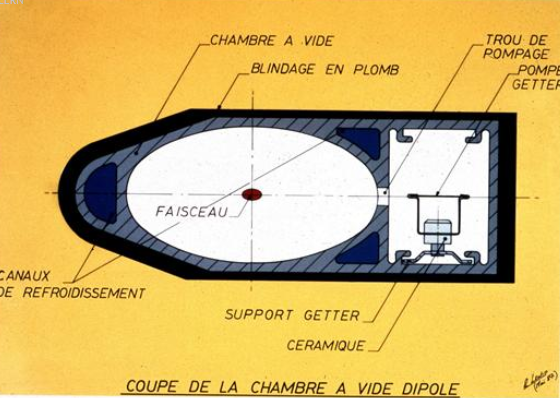 CHAMBRE A VIDE
TROU DE
POMPAGE
BLINDAGE EN PLOMB
POMPE
GETTER
FAISCEAU
CANAUX
DE REFROIDISSEMENT
SUPPORT GETTER
CERAMIQUE
COUPE DE LA CHAMBRE A VIDE DIPOLE